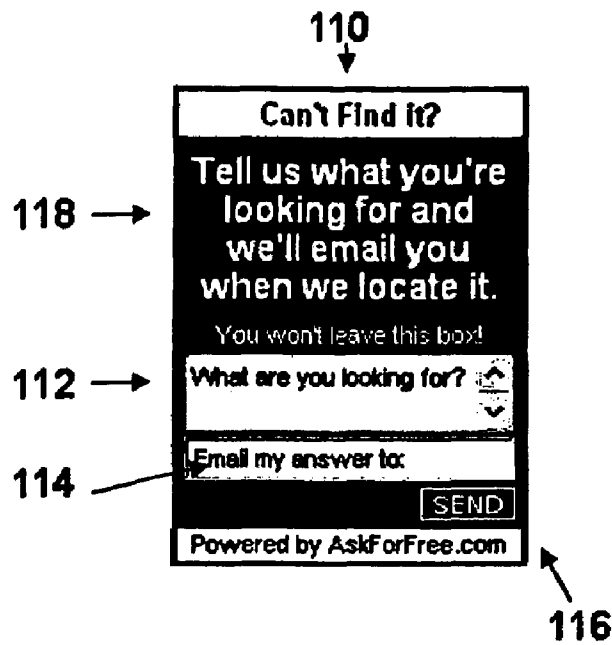 110
Can't Find it?
118
Tell us what you're
looking for and
we'll email you
when we locate it.
You won't leave this box!
112
What are you looking for?
114
Email my answer to:
SEND
Powered by AskForFree.com
116